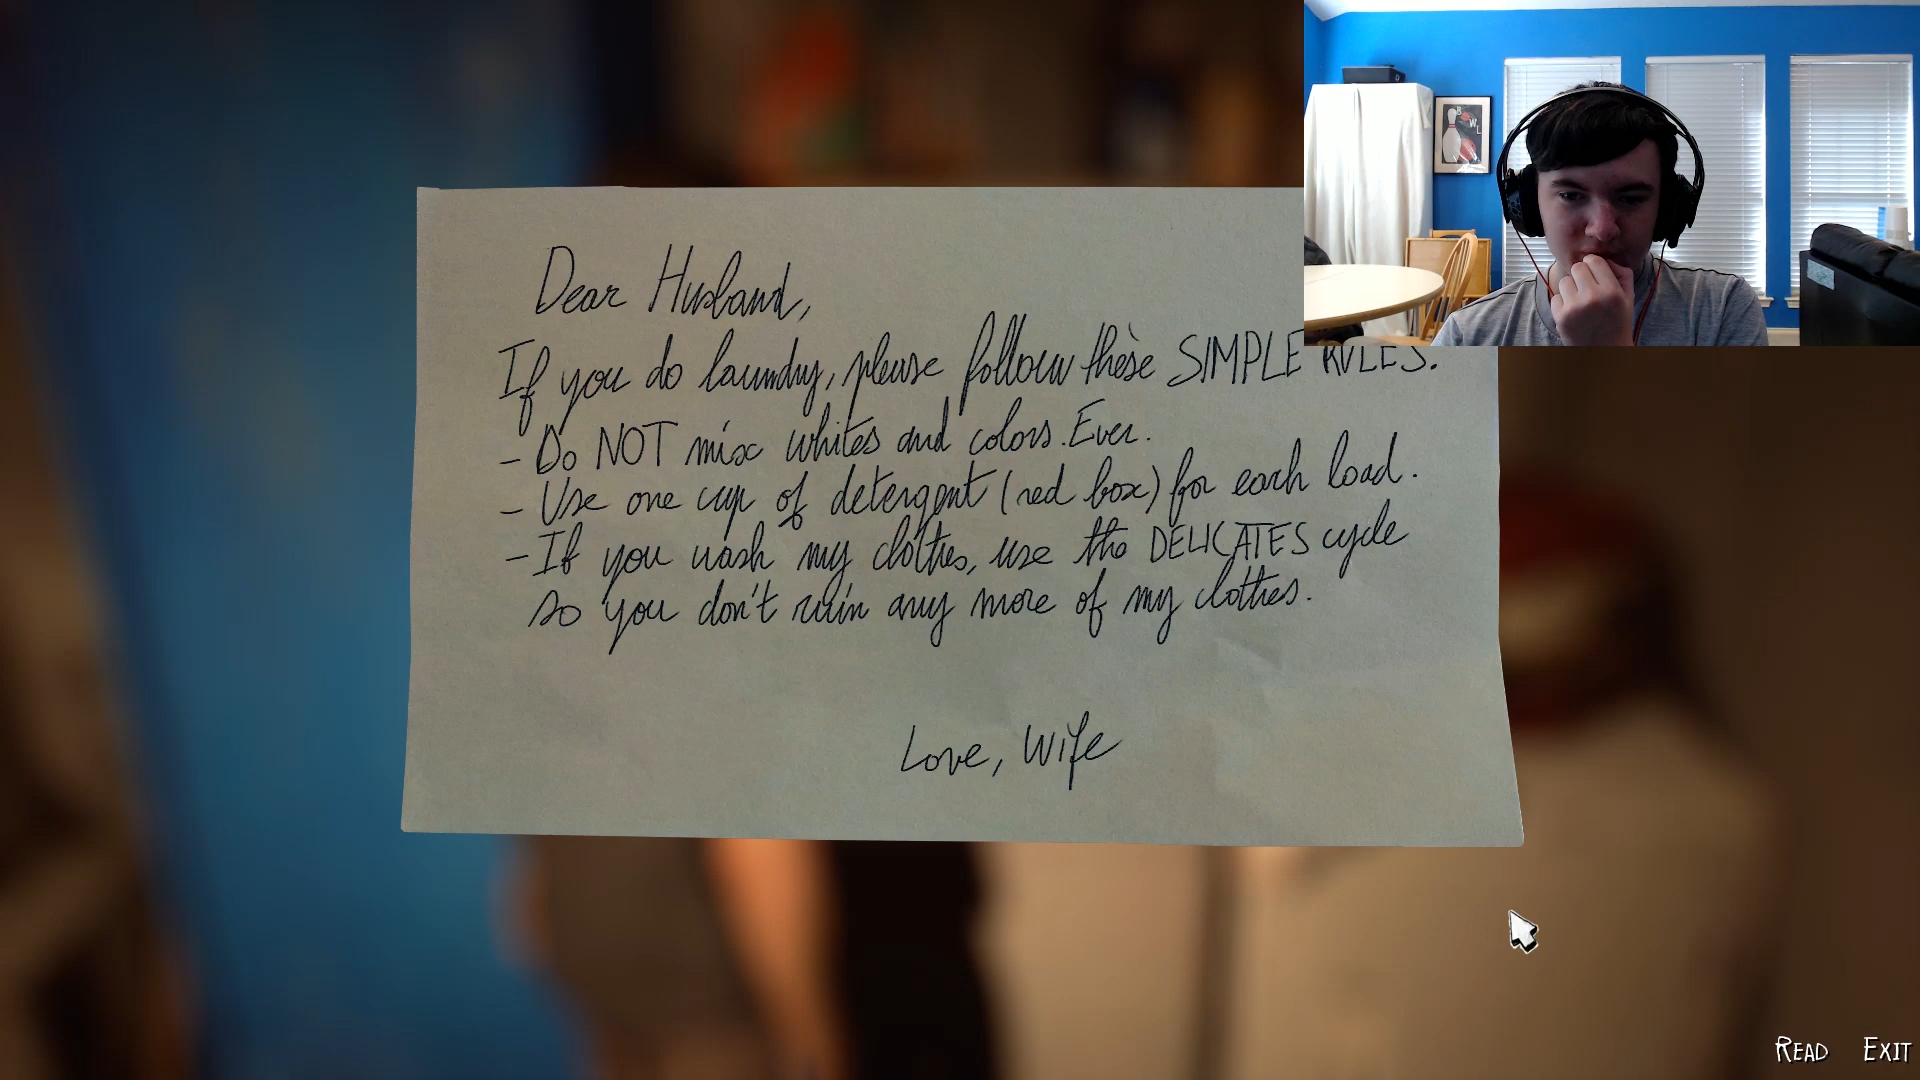 Dear Husband,
If you do laundry, please follow these SIMPLE RULES.
- Do NOT mix whites and colors. Ever.
- Use one cup of detergent (red box) for each load.
- If you wash my clothes, use the DELICATES cycle
so you don't ruin any more of my clothes.
Love, Wife
READ EXIT